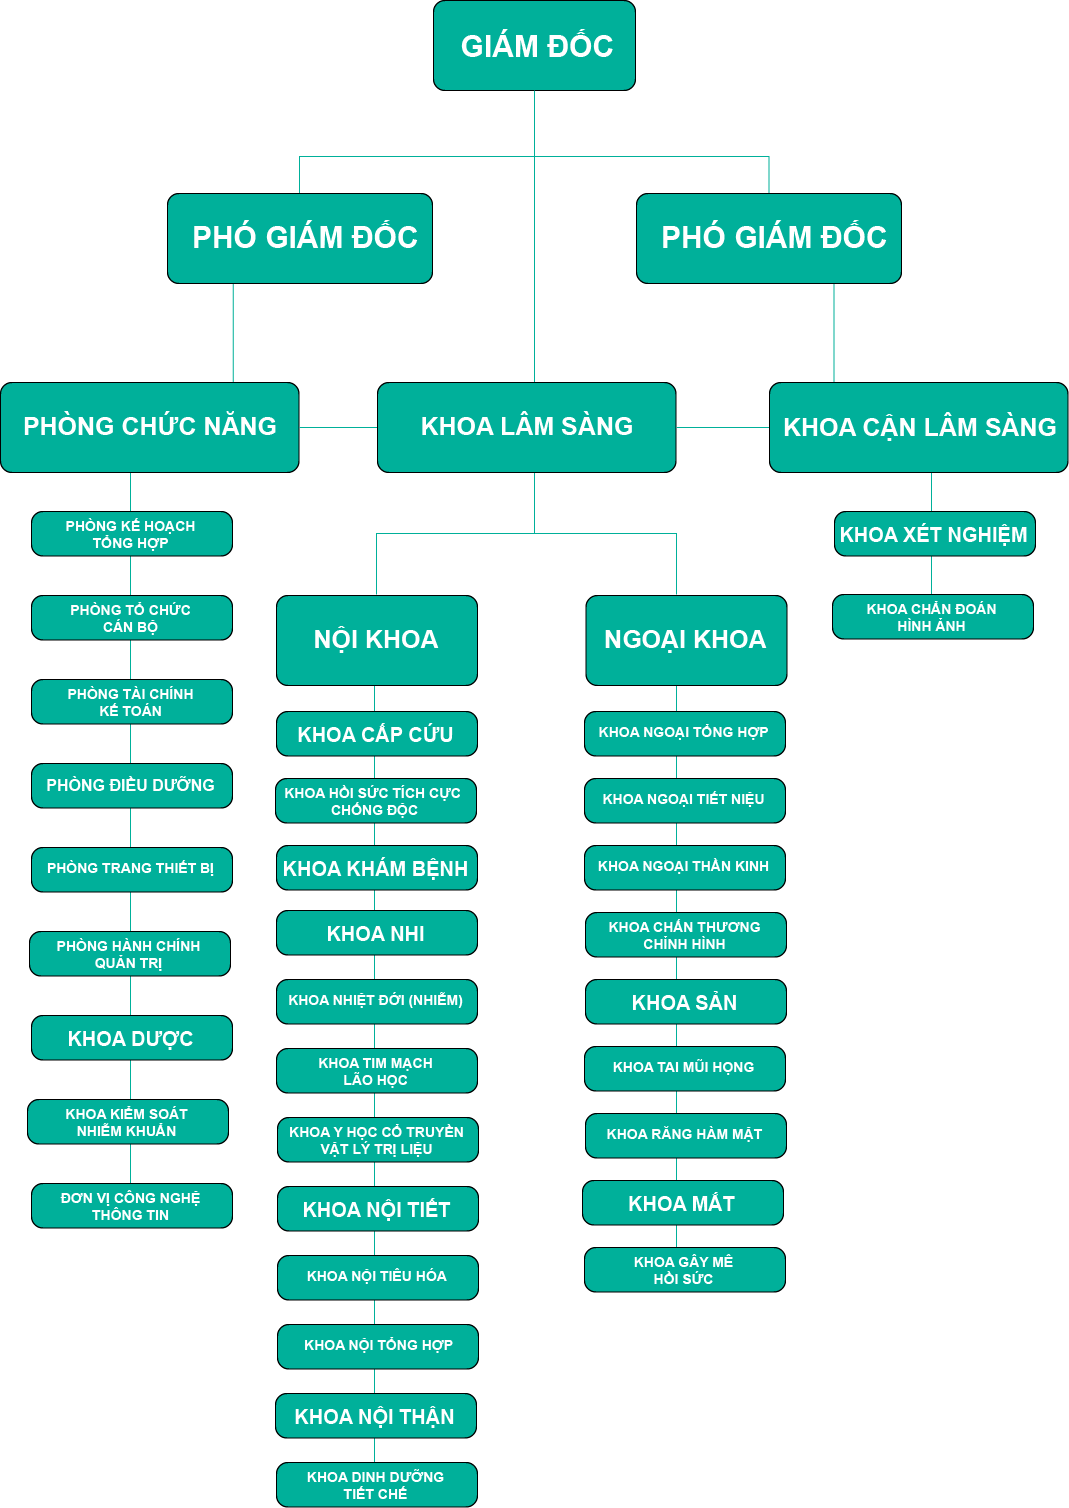 GIÁM ĐỐC
PHÓ GIÁM ĐỐC
PHÓ GIÁM ĐỐC
PHÒNG CHỨC NĂNG
KHOA LÂM SÀNG
KHOA CẬN LÂM SÀNG
PHÒNG KẾ HOẠCH
TỔNG HỢP
PHÒNG TỔ CHỨC
CÁN BỘ
PHÒNG TÀI CHÍNH
KẾ TOÁN
PHÒNG ĐIỀU DƯỠNG
PHÒNG TRANG THIẾT BỊ
PHÒNG HÀNH CHÍNH
QUẢN TRỊ
KHOA DƯỢC
KHOA KIỂM SOÁT
NHIỄM KHUẨN
ĐƠN VỊ CÔNG NGHỆ
THÔNG TIN
NỘI KHOA
KHOA CẤP CỨU
KHOA HỒI SỨC TÍCH CỰC
CHỐNG ĐỘC
KHOA KHÁM BỆNH
KHOA NHI
KHOA NHIỆT ĐỚI (NHIỄM)
KHOA TIM MẠCH
LÃO HỌC
KHOA Y HỌC CỔ TRUYỀN
VẬT LÝ TRỊ LIỆU
KHOA NỘI TIẾT
KHOA NỘI TIÊU HÓA
KHOA NỘI TỔNG HỢP
KHOA NỘI THẬN
KHOA DINH DƯỠNG
TIẾT CHẾ
NGOẠI KHOA
KHOA NGOẠI TỔNG HỢP
KHOA NGOẠI TIẾT NIỆU
KHOA NGOẠI THẦN KINH
KHOA CHẤN THƯƠNG
CHỈNH HÌNH
KHOA SẢN
KHOA TAI MŨI HỌNG
KHOA RĂNG HÀM MẶT
KHOA MẮT
KHOA GÂY MÊ
HỒI SỨC
KHOA XÉT NGHIỆM
KHOA CHẨN ĐOÁN
HÌNH ẢNH